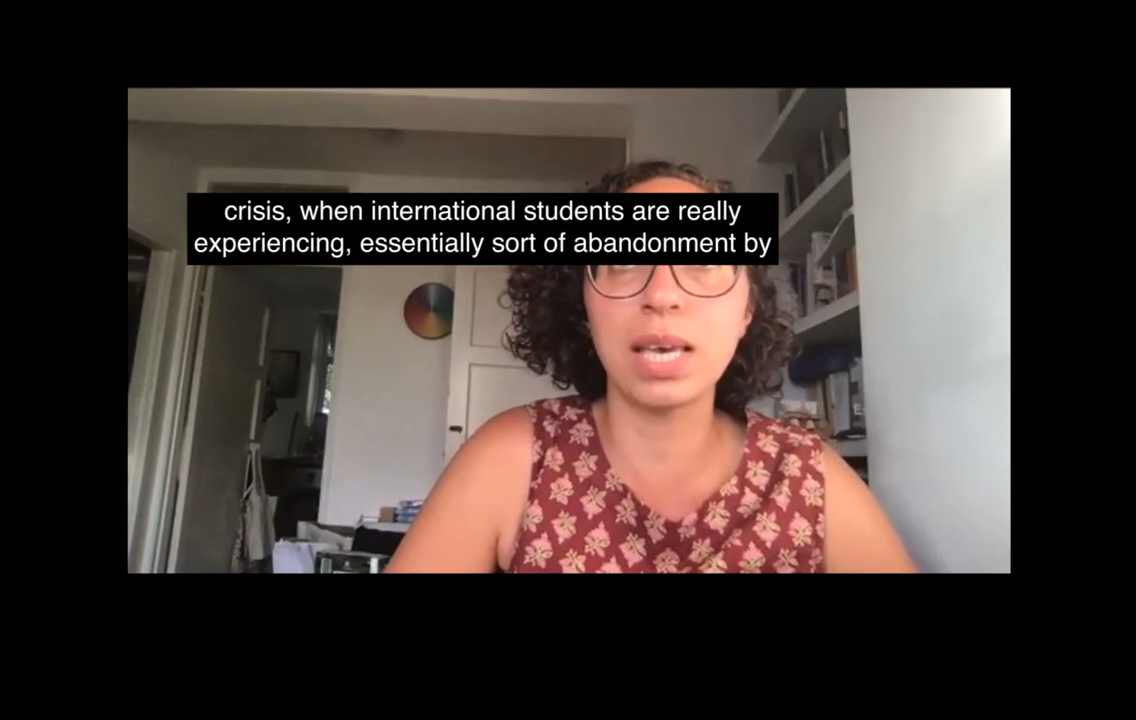 crisis, when international students are really
experiencing, essentially sort of abandonment by